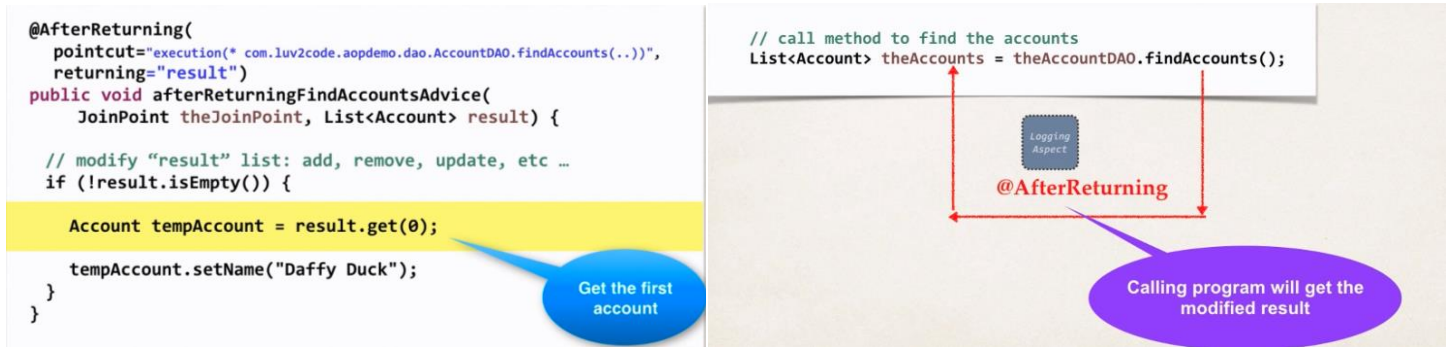 @AfterReturning(
pointcut="execution(* com.luv2code.aopdemo.dao.AccountDAO.findAccounts(..))",
returning="result")
public void afterReturningFindAccountsAdvice(
JoinPoint theJoinPoint, List<Account> result) {
// modify “result” list: add, remove, update, etc …
if (!result.isEmpty()) {
Account tempAccount = result.get(0);
tempAccount.setName("Daffy Duck");
}
}
Get the first
account
// call method to find the accounts
List<Account> theAccounts = theAccountDAO.findAccounts();
Logging
Aspect
@AfterReturning
Calling program will get the
modified result